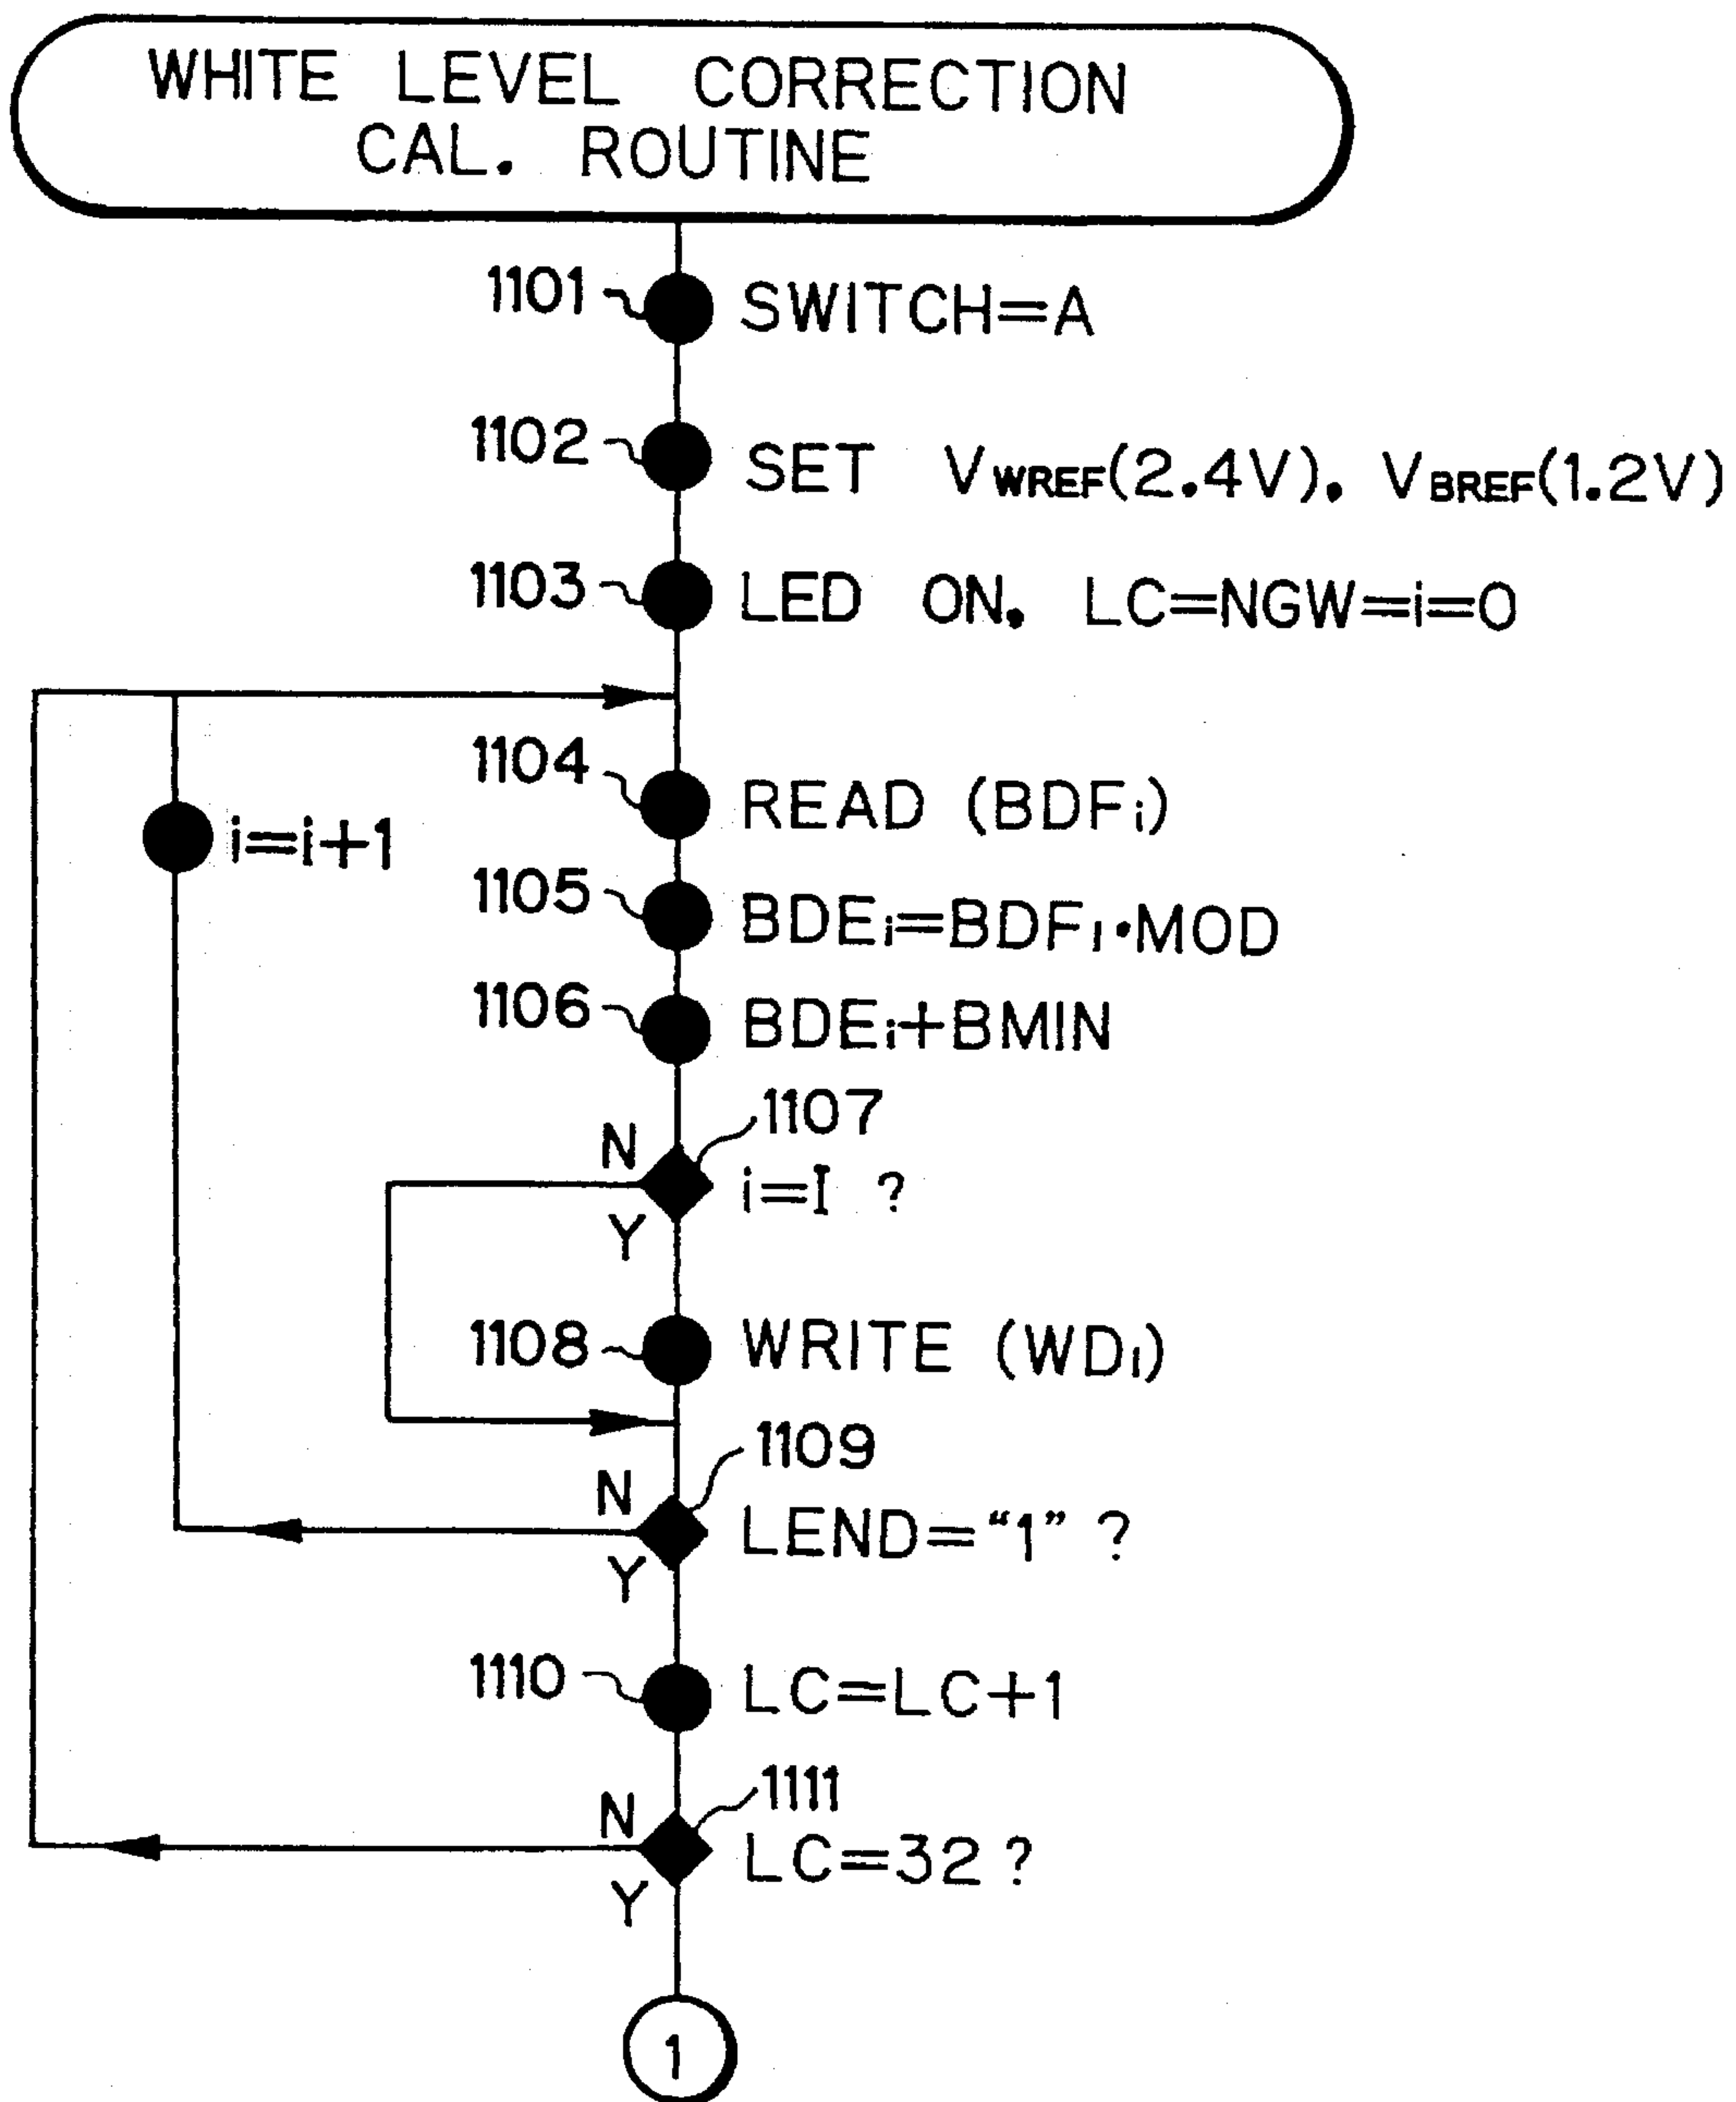 WHITE LEVEL CORRECTION
CAL. ROUTINE
1101 SWITCH=A
1102 SET VWREF(2.4V). VBREF(1.2V)
1103 LED ON. LC=NGW=i=0
1104 READ (BDFi)
i=i+1
1105 BDEi=BDFi·MOD
1106 BDEi+BMIN
1107
N i=I ?
Y
1108 WRITE (WDi)
1109
N LEND="1" ?
Y
1110 LC=LC+1
1111
N LC=32 ?
Y
1